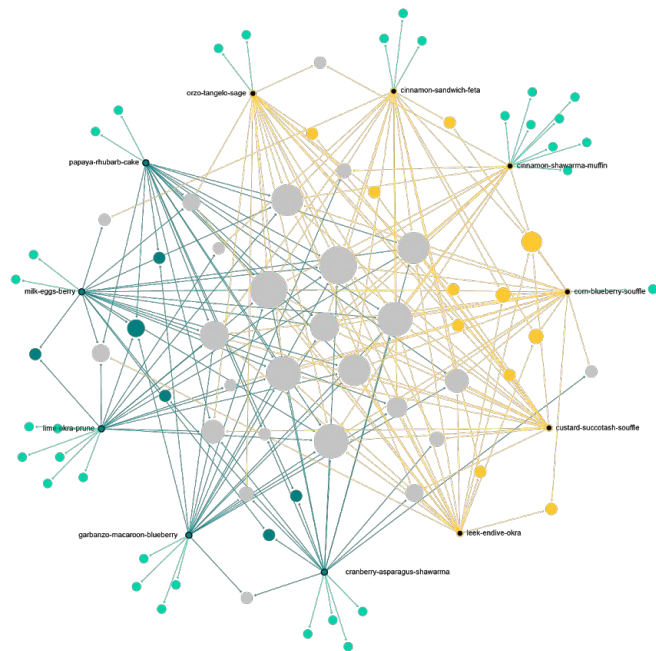 orzo-tangelo-sage
cinnamon-sandwich-feta
papaya-rhubarb-cake
cinnamon-shawarma-muffin
milk-eggs-berry
corn-blueberry-souffle
lime-okra-prune
custard-succotash-souffle
garbanzo-macaroon-blueberry
leek-endive-okra
cranberry-asparagus-shawarma